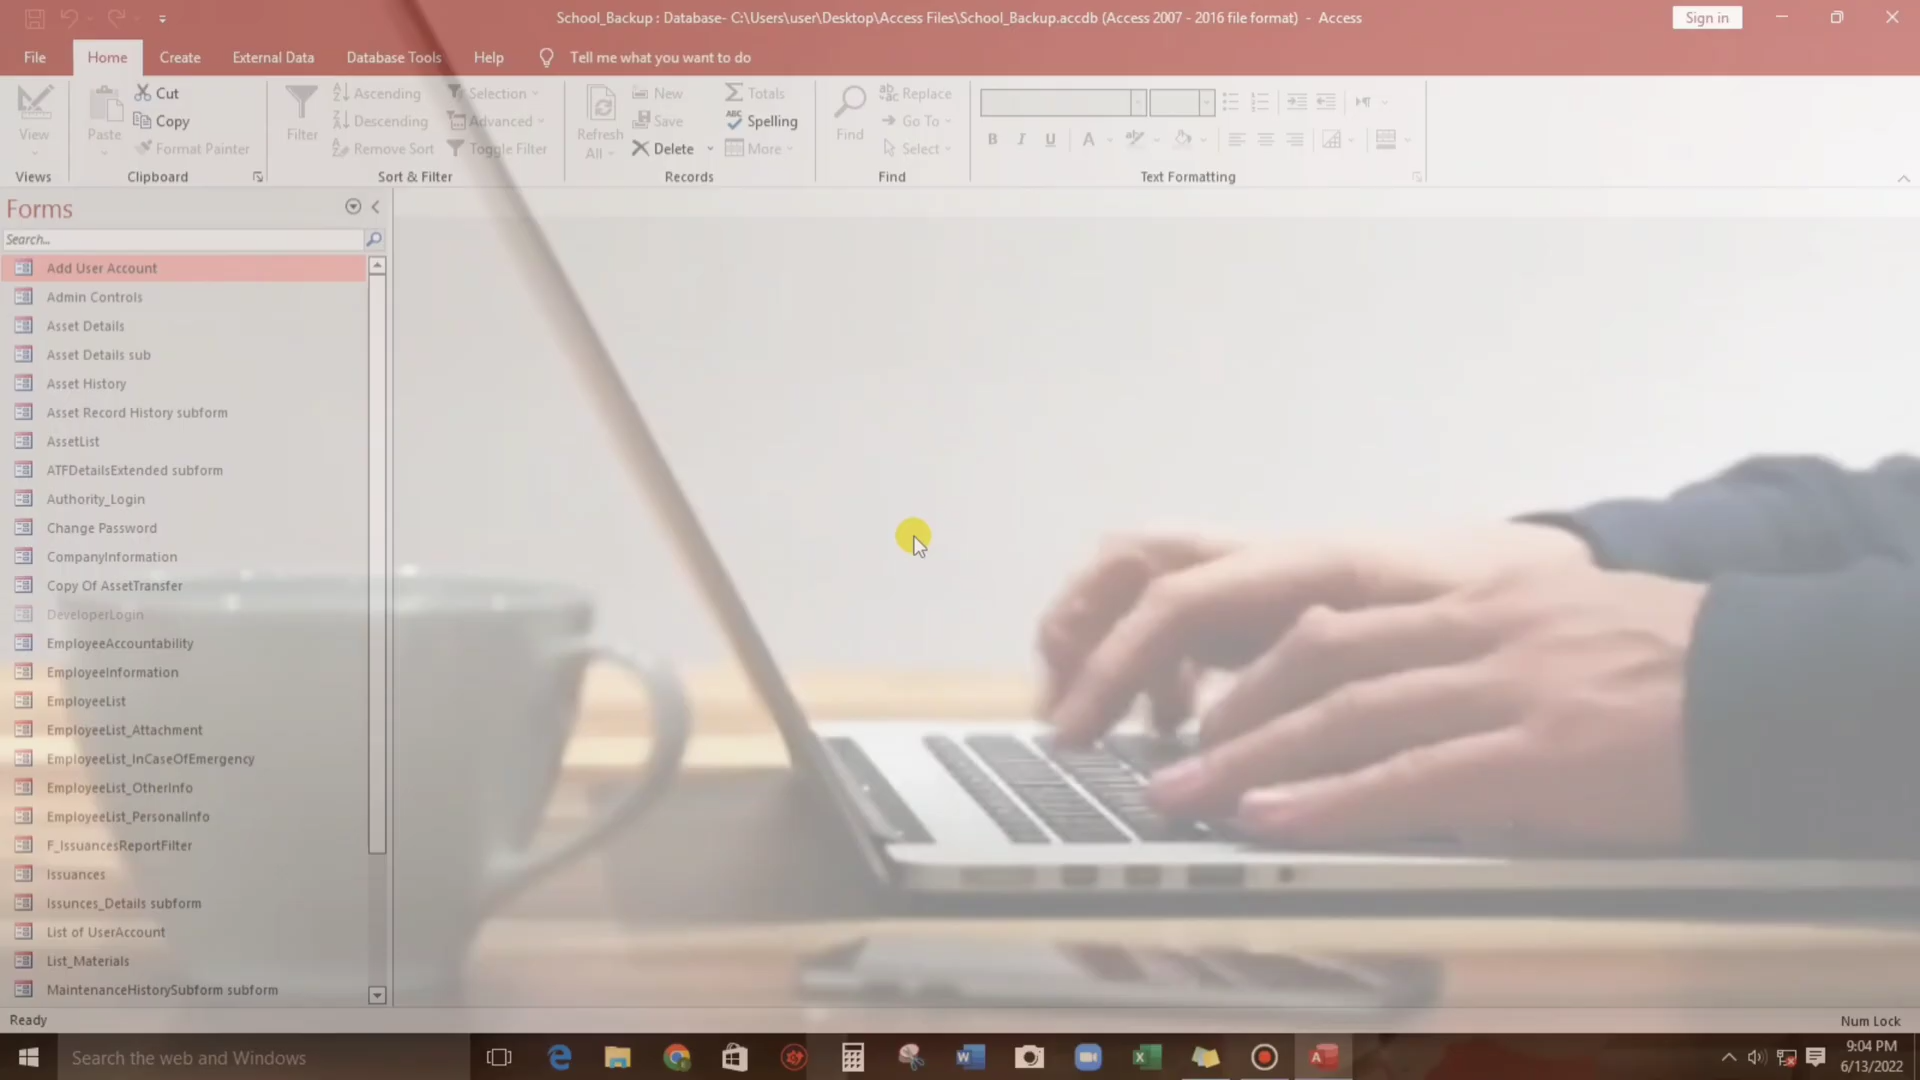 School_Backup : Database- C:\Users\user\Desktop\Access Files\School_Backup.accdb (Access 2007 - 2016 file format) - Access
Sign in
File Home Create External Data Database Tools Help Tell me what you want to do
View
Views
Paste
Cut
Copy
Format Painter
Clipboard
Filter
Ascending
Descending
Remove Sort
Selection
Advanced
Toggle Filter
Sort & Filter
Refresh
All
New
Save
Delete
Totals
Spelling
More
Records
Find
Replace
Go To
Select
Find
B I U A
Text Formatting
Forms
Search...
Add User Account
Admin Controls
Asset Details
Asset Details sub
Asset History
Asset Record History subform
AssetList
ATFDetailsExtended subform
Authority_Login
Change Password
CompanyInformation
Copy Of AssetTransfer
DeveloperLogin
EmployeeAccountability
EmployeeInformation
EmployeeList
EmployeeList_Attachment
EmployeeList_InCaseOfEmergency
EmployeeList_OtherInfo
EmployeeList_PersonalInfo
F_IssuancesReportFilter
Issuances
Issunces_Details subform
List of UserAccount
List_Materials
MaintenanceHistorySubform subform
Ready
Num Lock
Search the web and Windows
9:04 PM
6/13/2022